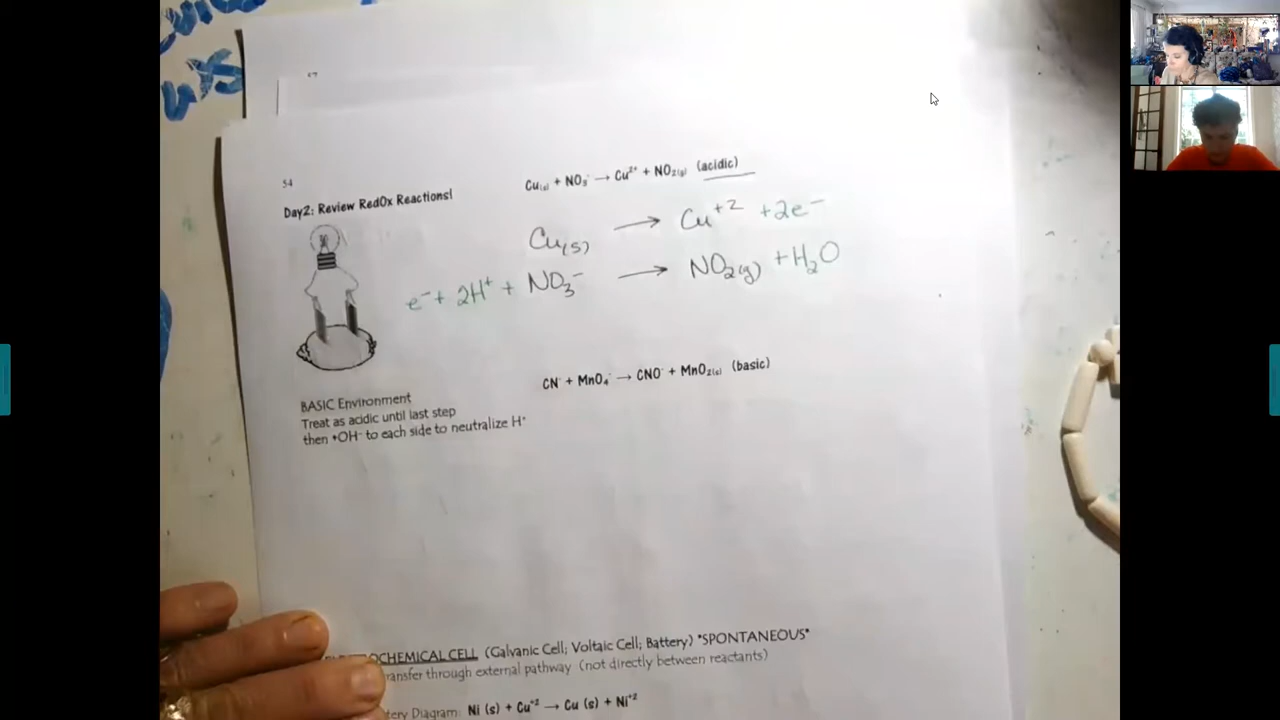 54
Day2: Review RedOx Reactions!
Cu(s) + NO₃⁻ → Cu²⁺ + NO₂(g) (acidic)
Cu(s) → Cu⁺² + 2e⁻
e⁻ + 2H⁺ + NO₃⁻ → NO₂(g) + H₂O
CN⁻ + MnO₄⁻ → CNO⁻ + MnO₂(s) (basic)
BASIC Environment
Treat as acidic until last step
then +OH⁻ to each side to neutralize H⁺
OCHEMICAL CELL (Galvanic Cell; Voltaic Cell; Battery) *SPONTANEOUS*
ransfer through external pathway (not directly between reactants)
tery Diagram: Ni (s) + Cu⁺² → Cu (s) + Ni⁺²